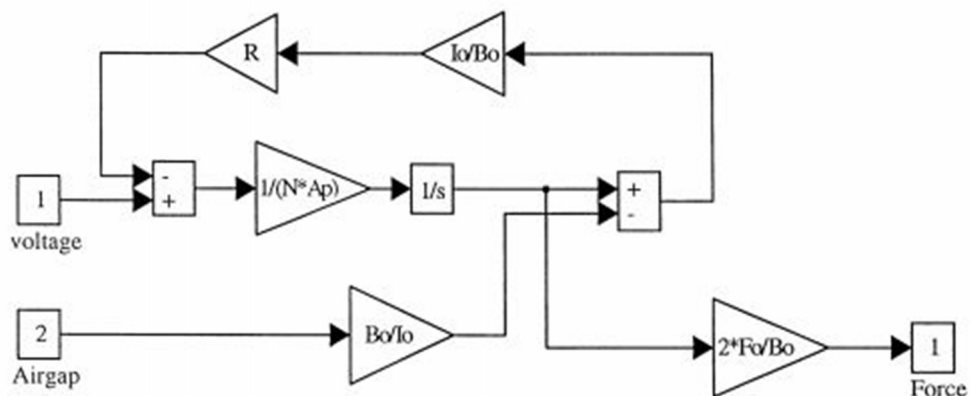 R
Io/Bo
-
+
1/(N*Ap)
1/s
+
-
1
voltage
2
Airgap
Bo/Io
2*Fo/Bo
1
Force